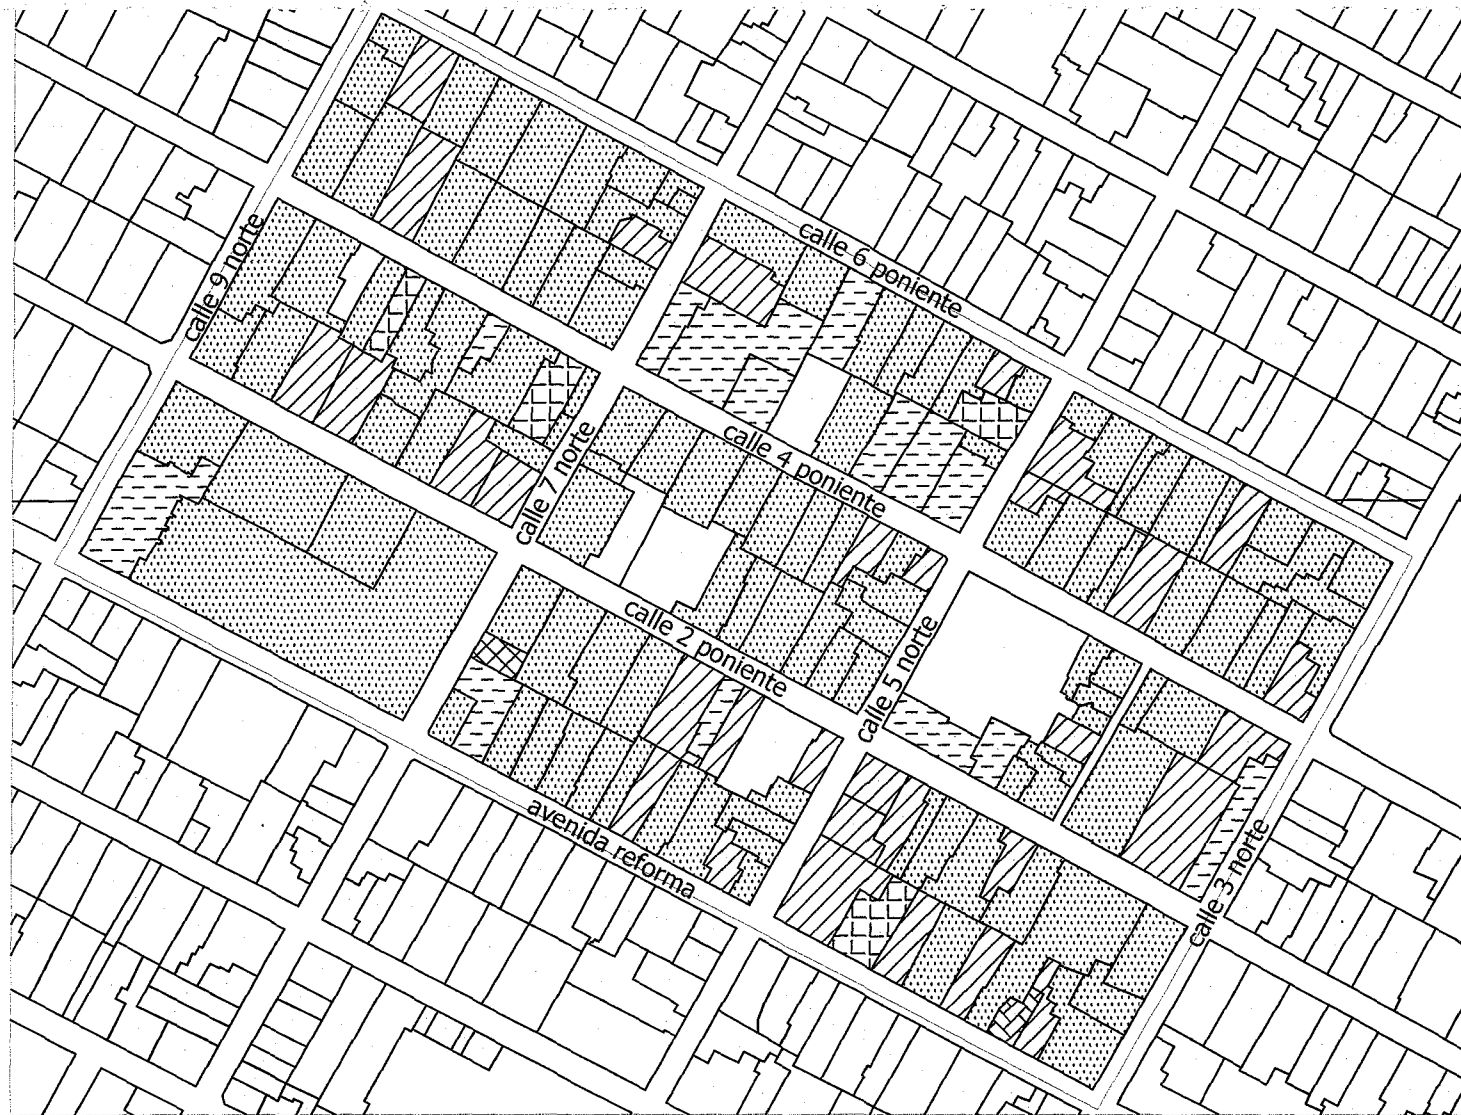 calle 9 norte
calle 6 poniente
calle 7 norte
calle 4 poniente
calle 2 poniente
calle 5 norte
avenida reforma
calle 3 norte